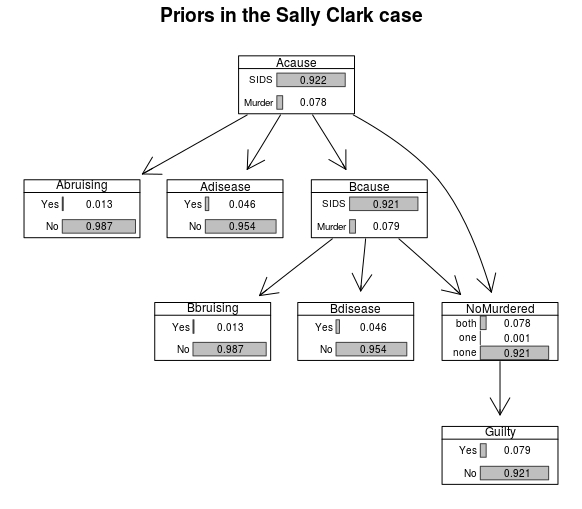 Priors in the Sally Clark case
Acause
SIDS 0.922
Murder 0.078
Abruising
Yes 0.013
No 0.987
Adisease
Yes 0.046
No 0.954
Bcause
SIDS 0.921
Murder 0.079
Bbruising
Yes 0.013
No 0.987
Bdisease
Yes 0.046
No 0.954
NoMurdered
both 0.078
one 0.001
none 0.921
Guilty
Yes 0.079
No 0.921